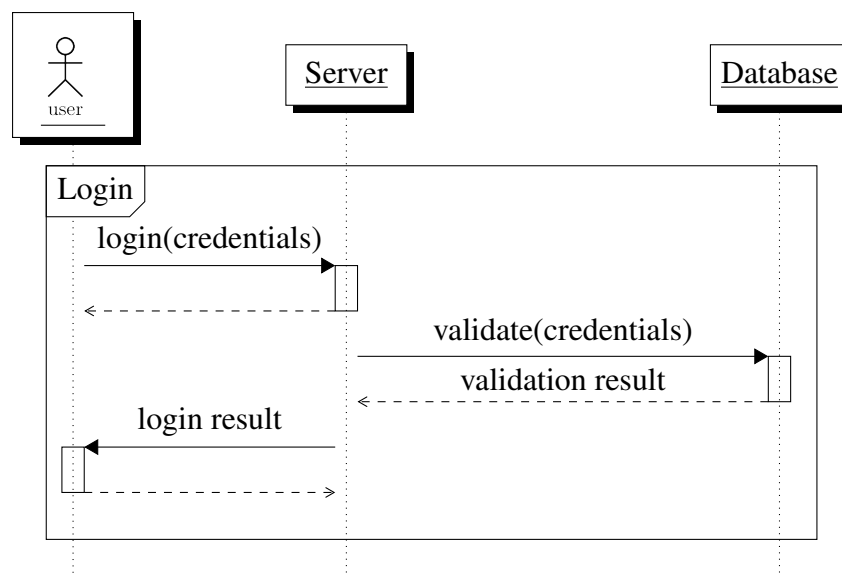 user
Server
Database
Login
login(credentials)
validate(credentials)
validation result
login result